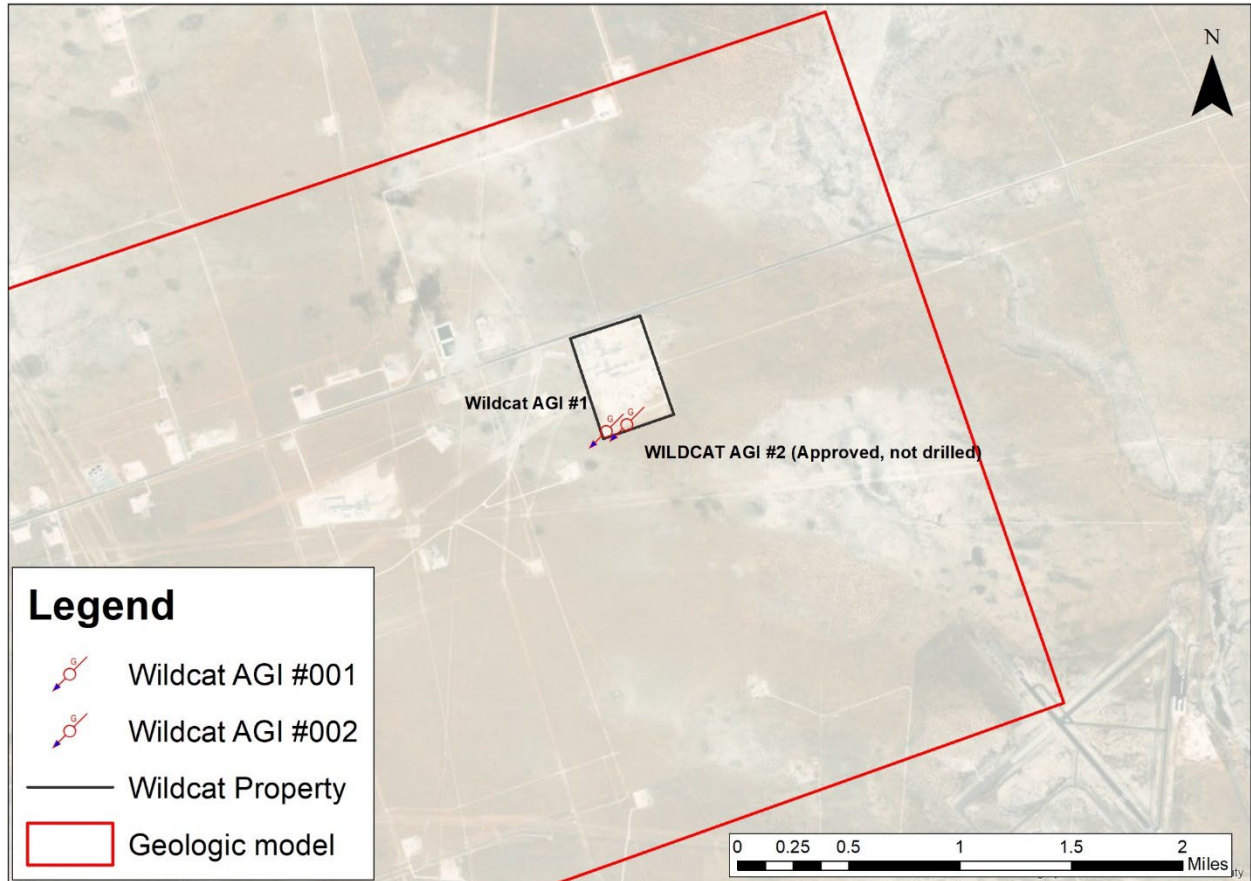 N
Wildcat AGI #1
G
G
WILDCAT AGI #2 (Approved, not drilled)
Legend
G
Wildcat AGI #001
G
Wildcat AGI #002
Wildcat Property
Geologic model
0 0.25 0.5 1 1.5 2
Miles